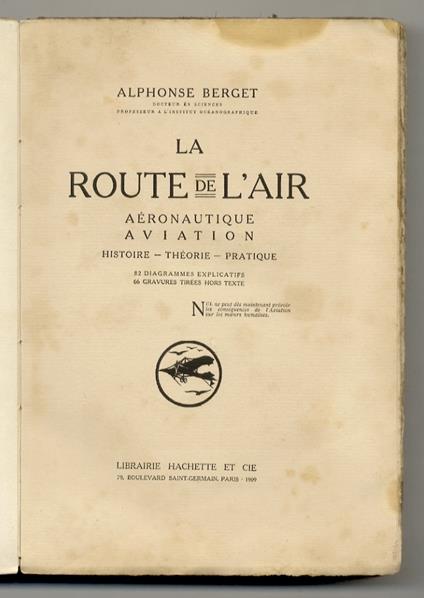 ALPHONSE BERGET
DOCTEUR ÈS SCIENCES
PROFESSEUR A L'INSTITUT OCÉANOGRAPHIQUE
LA
ROUTE DE L'AIR
AÉRONAUTIQUE
AVIATION
HISTOIRE — THÉORIE — PRATIQUE
82 DIAGRAMMES EXPLICATIFS
66 GRAVURES TIRÉES HORS TEXTE
NUL ne peut dès maintenant prévoir
les conséquences de l'Aviation
sur les mœurs humaines.
LIBRAIRIE HACHETTE ET CIE
79, BOULEVARD SAINT-GERMAIN, PARIS - 1909